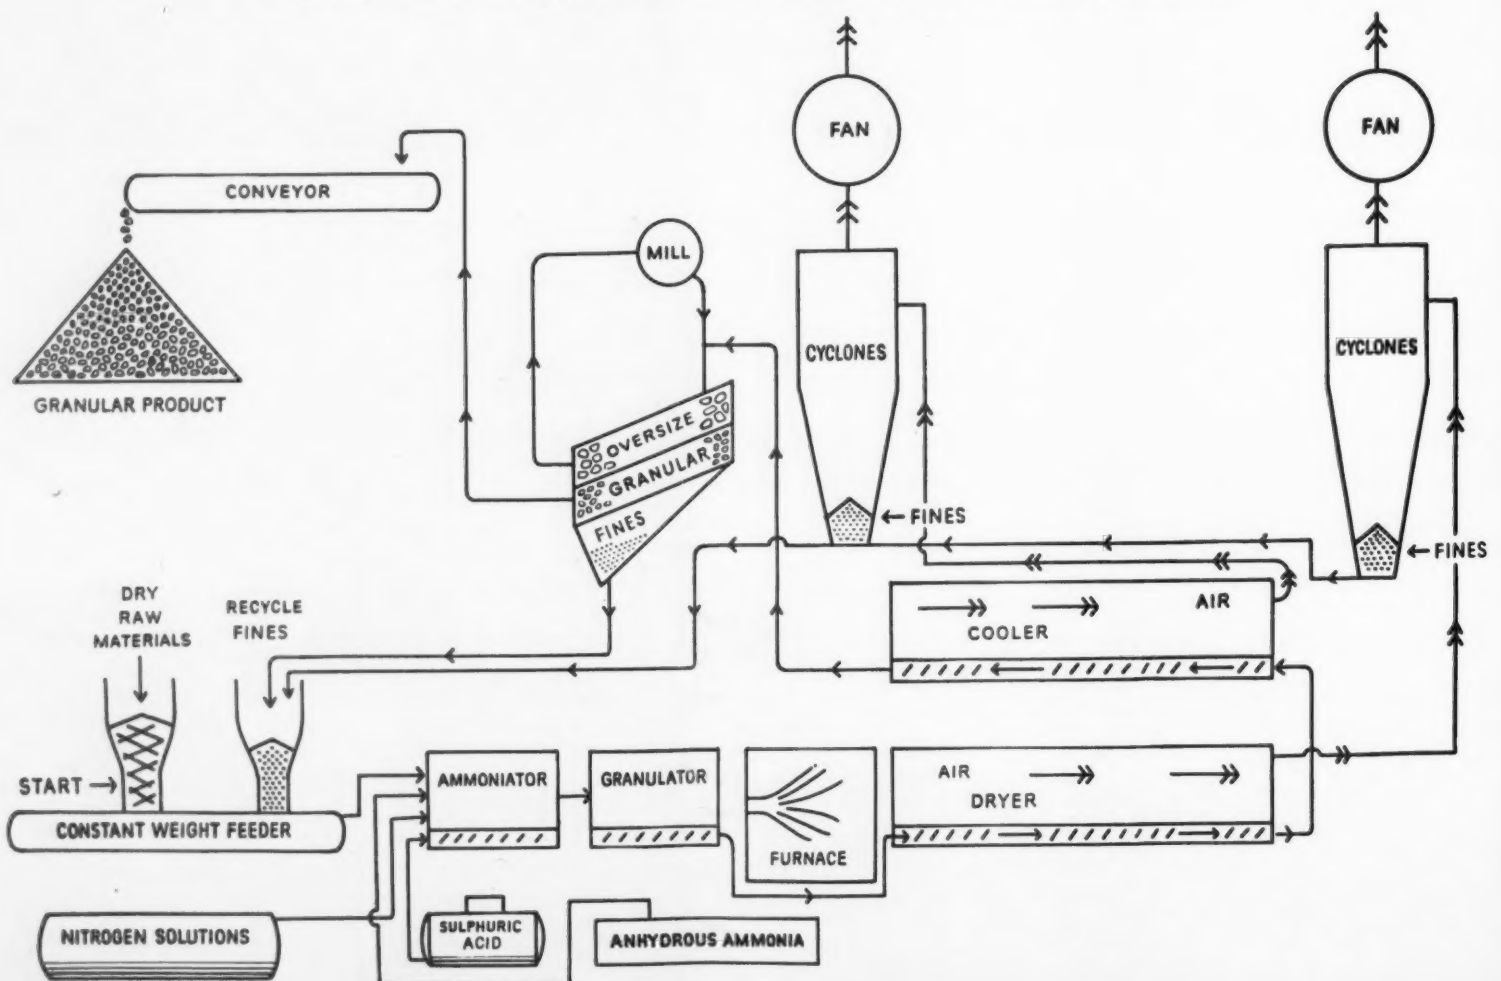 FAN
FAN
CONVEYOR
MILL
CYCLONES
CYCLONES
GRANULAR PRODUCT
OVERSIZE
GRANULAR
FINES
FINES
FINES
DRY
RAW
MATERIALS
RECYCLE
FINES
AIR
COOLER
START
AMMONIATOR
GRANULATOR
AIR
DRYER
CONSTANT WEIGHT FEEDER
FURNACE
NITROGEN SOLUTIONS
SULPHURIC
ACID
ANHYDROUS AMMONIA